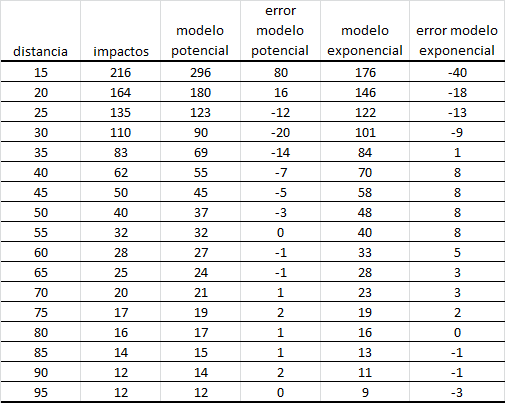 distancia impactos modelo potencial error modelo potencial modelo exponencial error modelo exponencial
15 216 296 80 176 -40
20 164 180 16 146 -18
25 135 123 -12 122 -13
30 110 90 -20 101 -9
35 83 69 -14 84 1
40 62 55 -7 70 8
45 50 45 -5 58 8
50 40 37 -3 48 8
55 32 32 0 40 8
60 28 27 -1 33 5
65 25 24 -1 28 3
70 20 21 1 23 3
75 17 19 2 19 2
80 16 17 1 16 0
85 14 15 1 13 -1
90 12 14 2 11 -1
95 12 12 0 9 -3